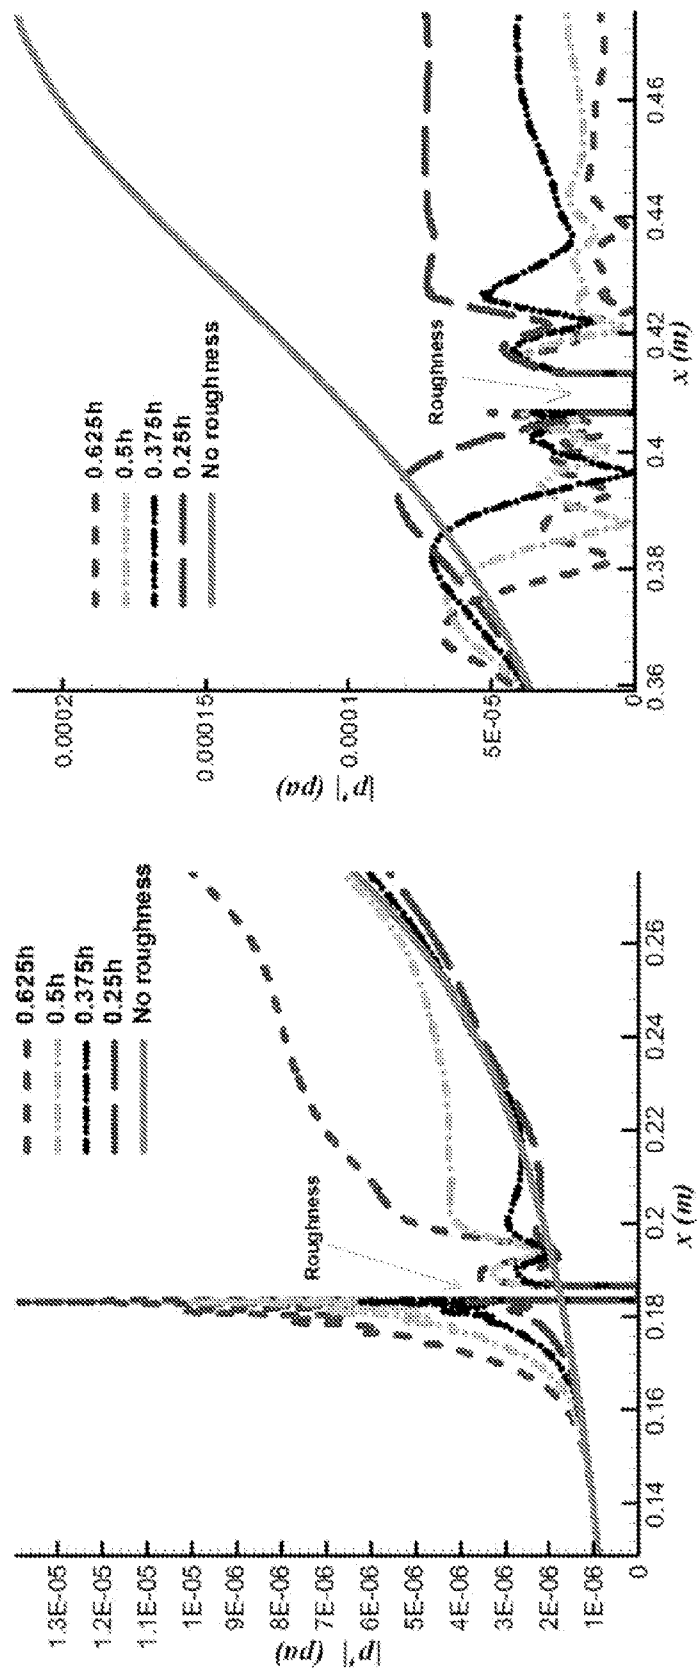 0.625h
0.5h
0.375h
0.25h
No roughness
Roughness
1.3E-05
1.2E-05
1.1E-05
1E-05
9E-06
8E-06
7E-06
6E-06
5E-06
4E-06
3E-06
2E-06
1E-06
0
|p'| (pa)
0.14
0.16
0.18
0.2
0.22
0.24
0.26
x (m)
0.625h
0.5h
0.375h
0.25h
No roughness
Roughness
0.0002
0.00015
0.0001
5E-05
0
|p'| (pa)
0.36
0.38
0.4
0.42
0.44
0.46
x (m)